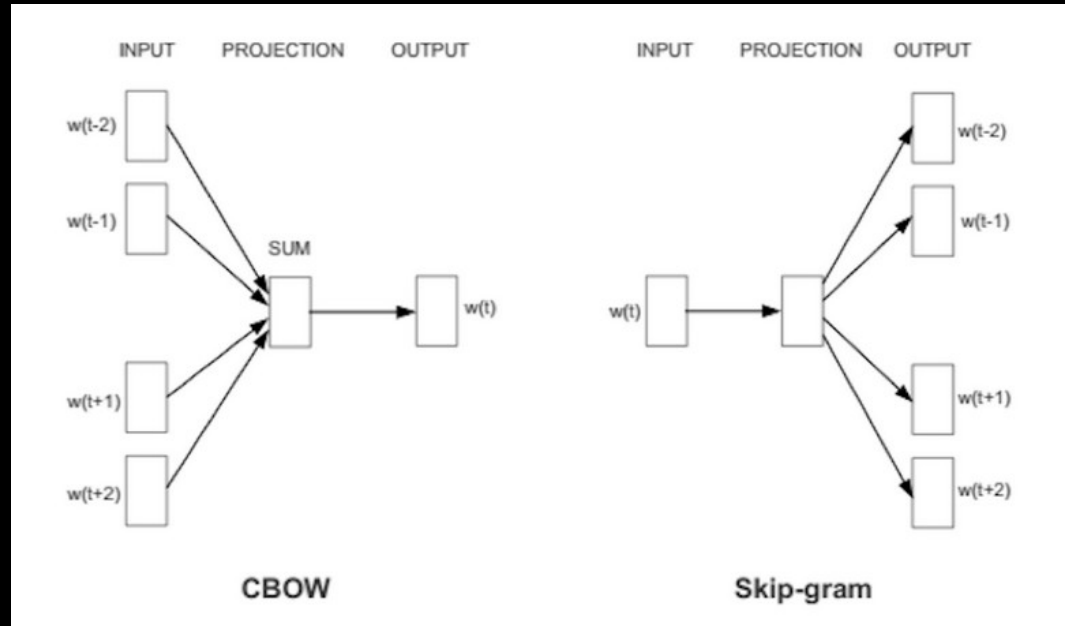 INPUT PROJECTION OUTPUT
w(t-2)
w(t-1)
SUM
w(t)
w(t+1)
w(t+2)
CBOW
INPUT PROJECTION OUTPUT
w(t-2)
w(t-1)
w(t)
w(t+1)
w(t+2)
Skip-gram